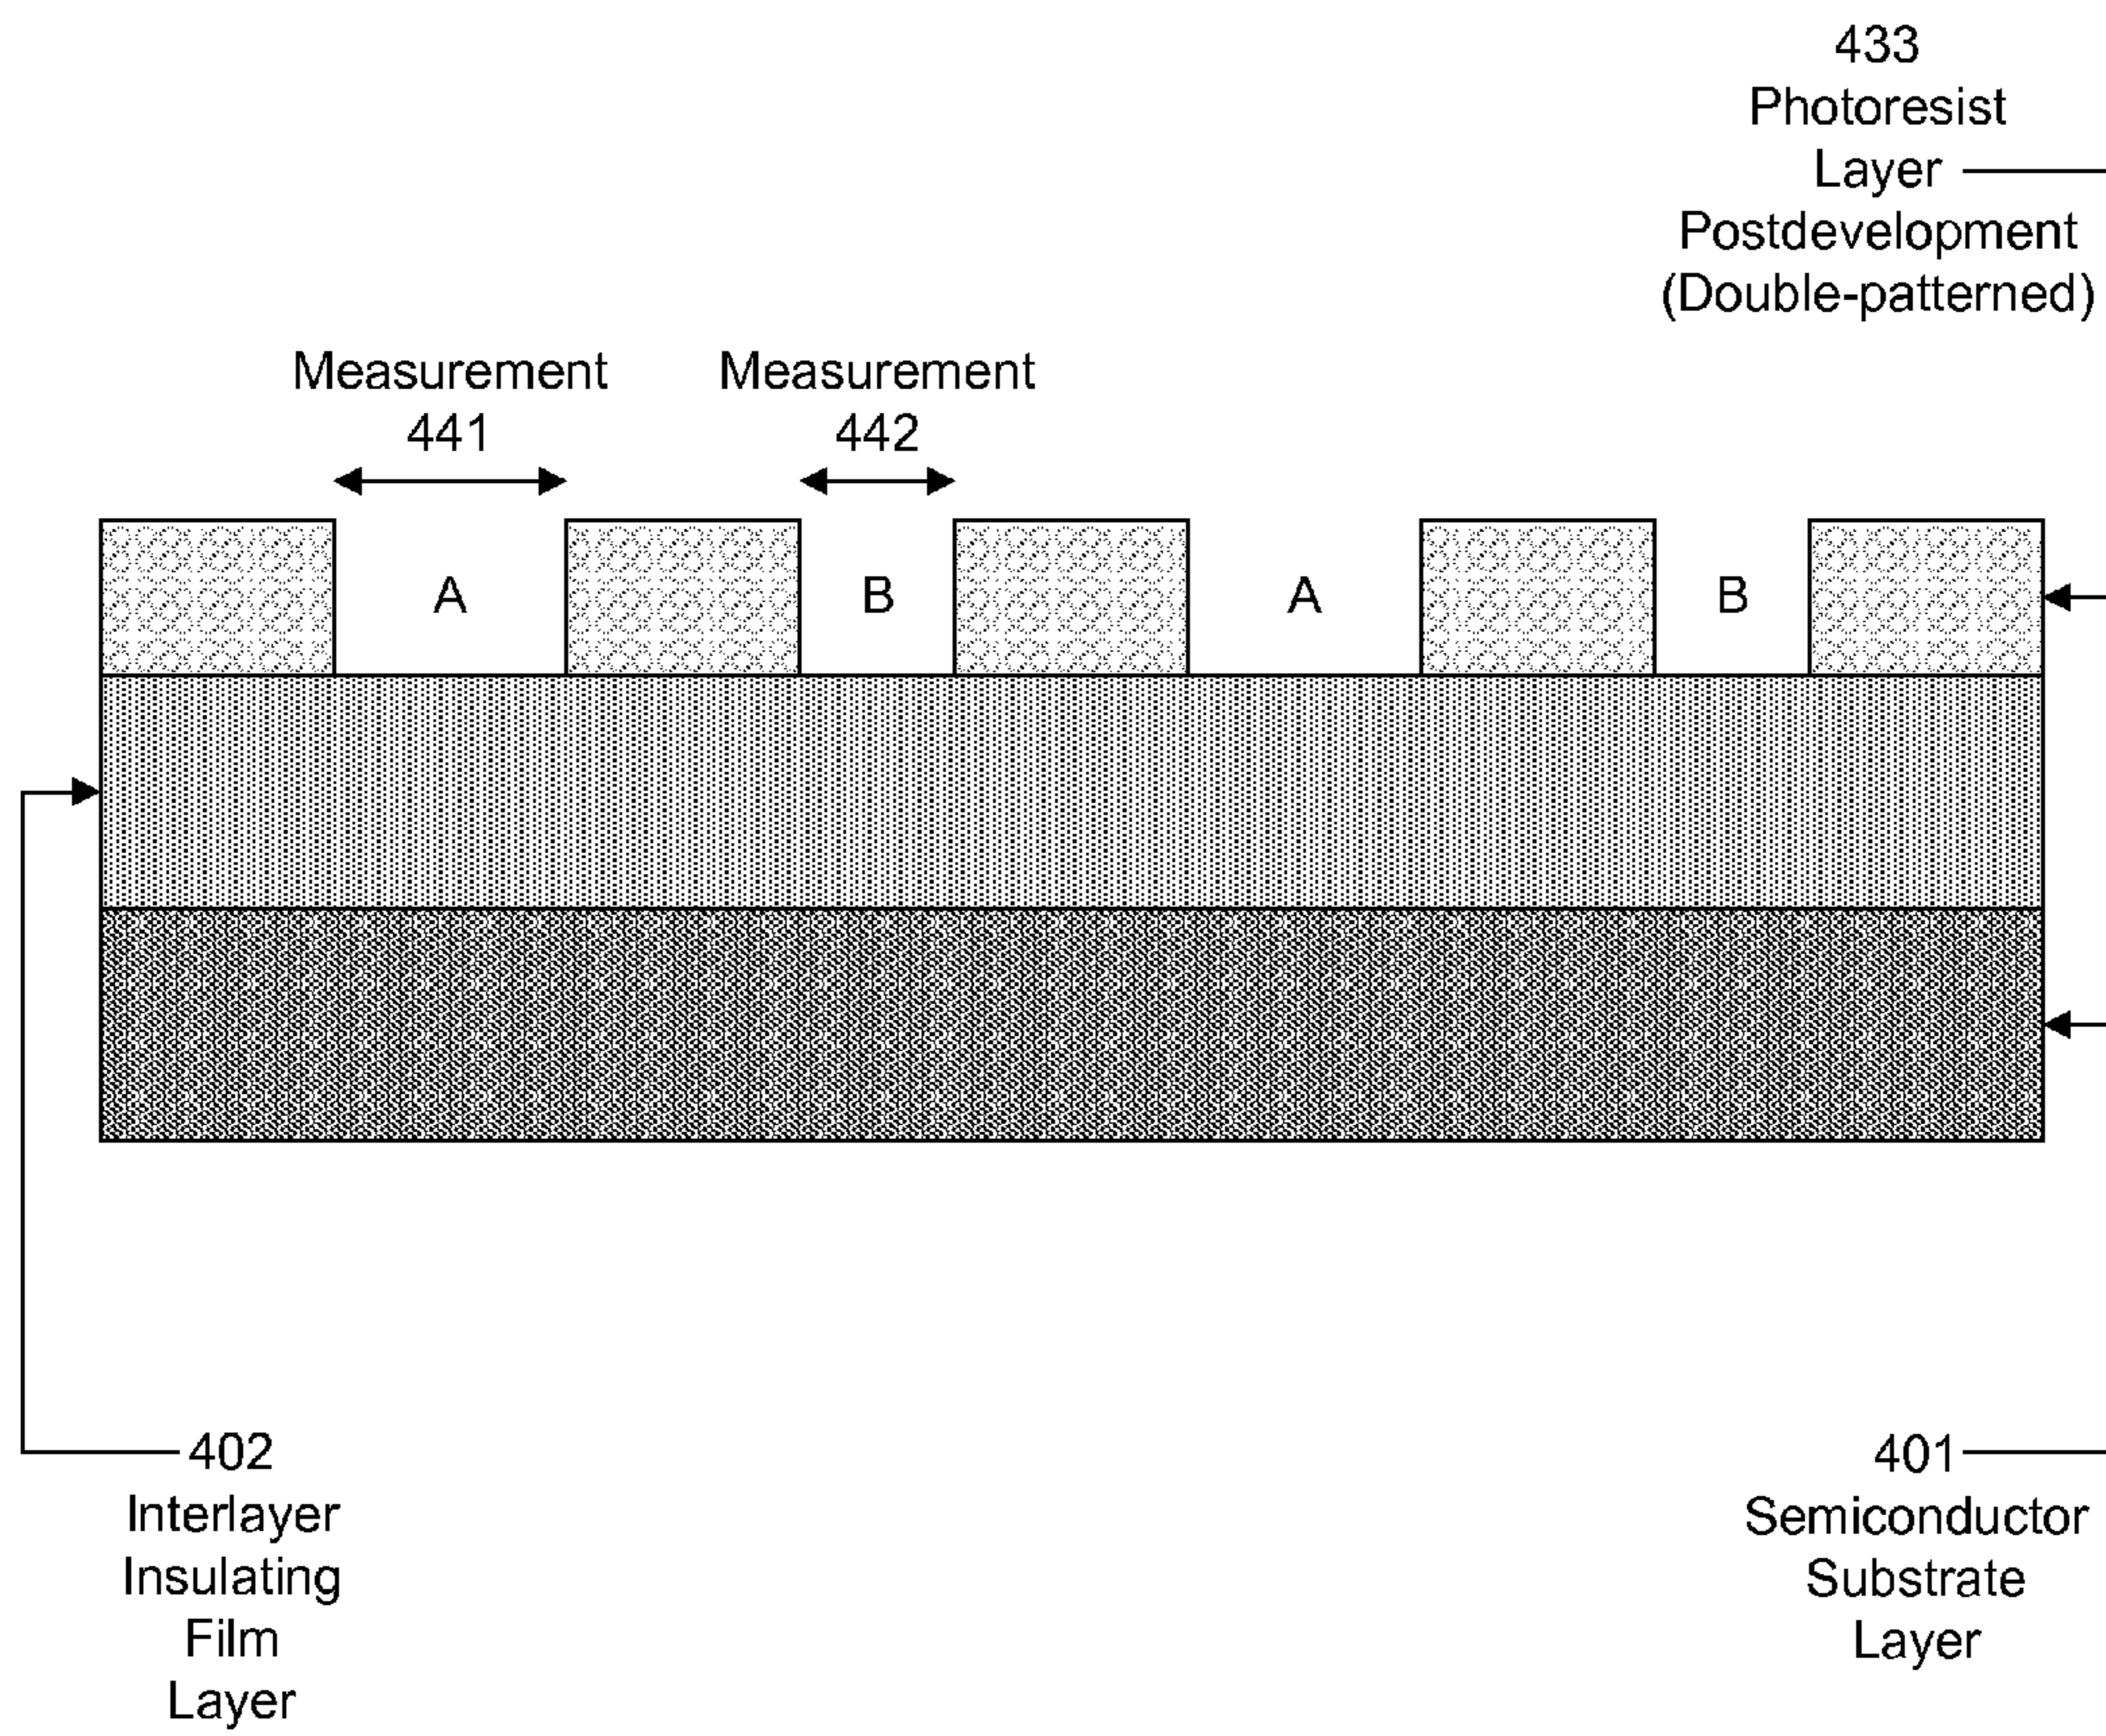 433
Photoresist
Layer
Postdevelopment
(Double-patterned)
Measurement
441
Measurement
442
A
B
A
B
402
Interlayer
Insulating
Film
Layer
401
Semiconductor
Substrate
Layer